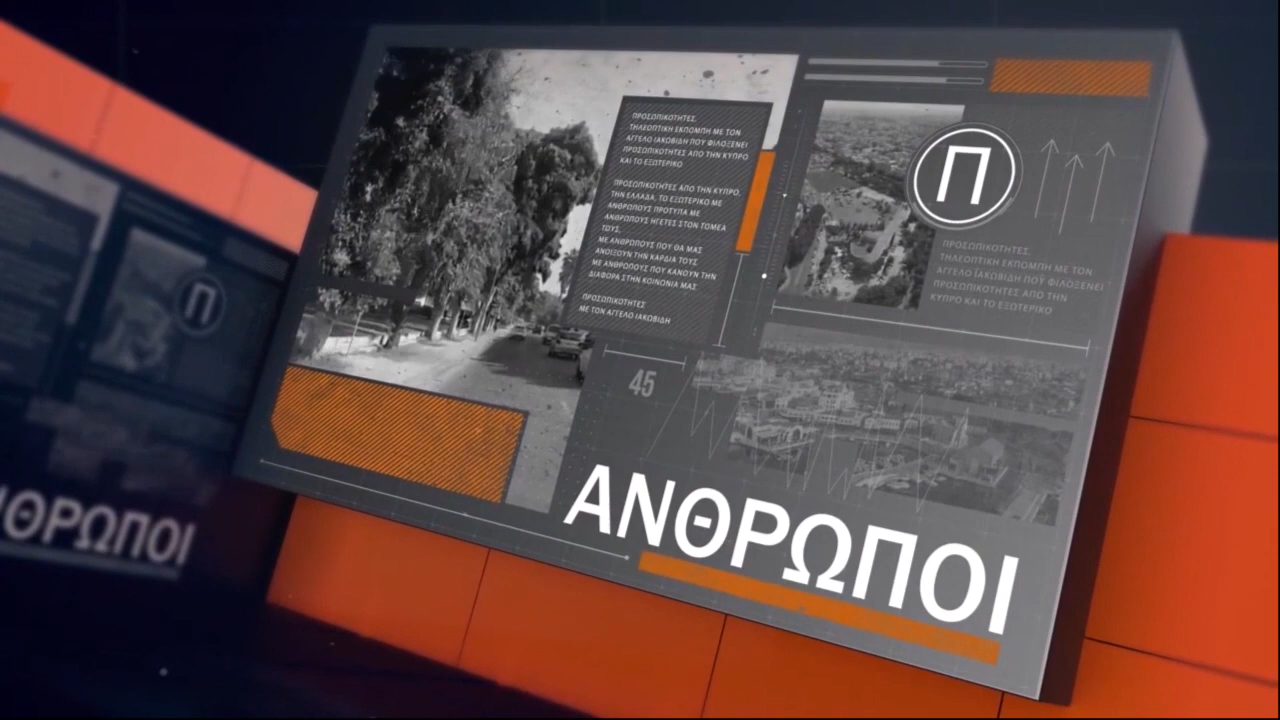 ΠΡΟΣΩΠΙΚΟΤΗΤΕΣ.
ΤΗΛΕΟΠΤΙΚΗ ΕΚΠΟΜΠΗ ΜΕ ΤΟΝ
ΑΓΓΕΛΟ ΙΑΚΩΒΙΔΗ ΠΟΥ ΦΙΛΟΞΕΝΕΙ
ΠΡΟΣΩΠΙΚΟΤΗΤΕΣ ΑΠΟ ΤΗΝ ΚΥΠΡΟ
ΚΑΙ ΤΟ ΕΞΩΤΕΡΙΚΟ
ΠΡΟΣΩΠΙΚΟΤΗΤΕΣ ΑΠΟ ΤΗΝ ΚΥΠΡΟ,
ΤΗΝ ΕΛΛΑΔΑ, ΤΟ ΕΞΩΤΕΡΙΚΟ ΜΕ
ΑΝΘΡΩΠΟΥΣ ΠΡΟΤΥΠΑ ΜΕ
ΑΝΘΡΩΠΟΥΣ ΗΓΕΤΕΣ ΣΤΟΝ ΤΟΜΕΑ
ΤΟΥΣ,
ΜΕ ΑΝΘΡΩΠΟΥΣ ΠΟΥ ΘΑ ΜΑΣ
ΑΝΟΙΞΟΥΝ ΤΗΝ ΚΑΡΔΙΑ ΤΟΥΣ
ΜΕ ΑΝΘΡΩΠΟΥΣ ΠΟΥ ΚΑΝΟΥΝ ΤΗΝ
ΔΙΑΦΟΡΑ ΣΤΗΝ ΚΟΙΝΩΝΙΑ ΜΑΣ
ΠΡΟΣΩΠΙΚΟΤΗΤΕΣ
ΜΕ ΤΟΝ ΑΓΓΕΛΟ ΙΑΚΩΒΙΔΗ
Π
ΠΡΟΣΩΠΙΚΟΤΗΤΕΣ.
ΤΗΛΕΟΠΤΙΚΗ ΕΚΠΟΜΠΗ ΜΕ ΤΟΝ
ΑΓΓΕΛΟ ΙΑΚΩΒΙΔΗ ΠΟΥ ΦΙΛΟΞΕΝΕΙ
ΠΡΟΣΩΠΙΚΟΤΗΤΕΣ ΑΠΟ ΤΗΝ
ΚΥΠΡΟ ΚΑΙ ΤΟ ΕΞΩΤΕΡΙΚΟ
45
ΑΝΘΡΩΠΟΙ
Π
ΝΘΡΩΠΟΙ